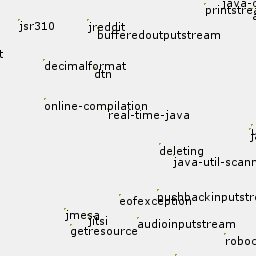 java-c
printstrea
jsr310
jreddit
bufferedoutputstream
decimalformat
dtn
online-compilation
real-time-java
deleting
java-util-scann
pushbackinputstre
eofexception
jmesa
jitsi
audioinputstream
getresource
roboc